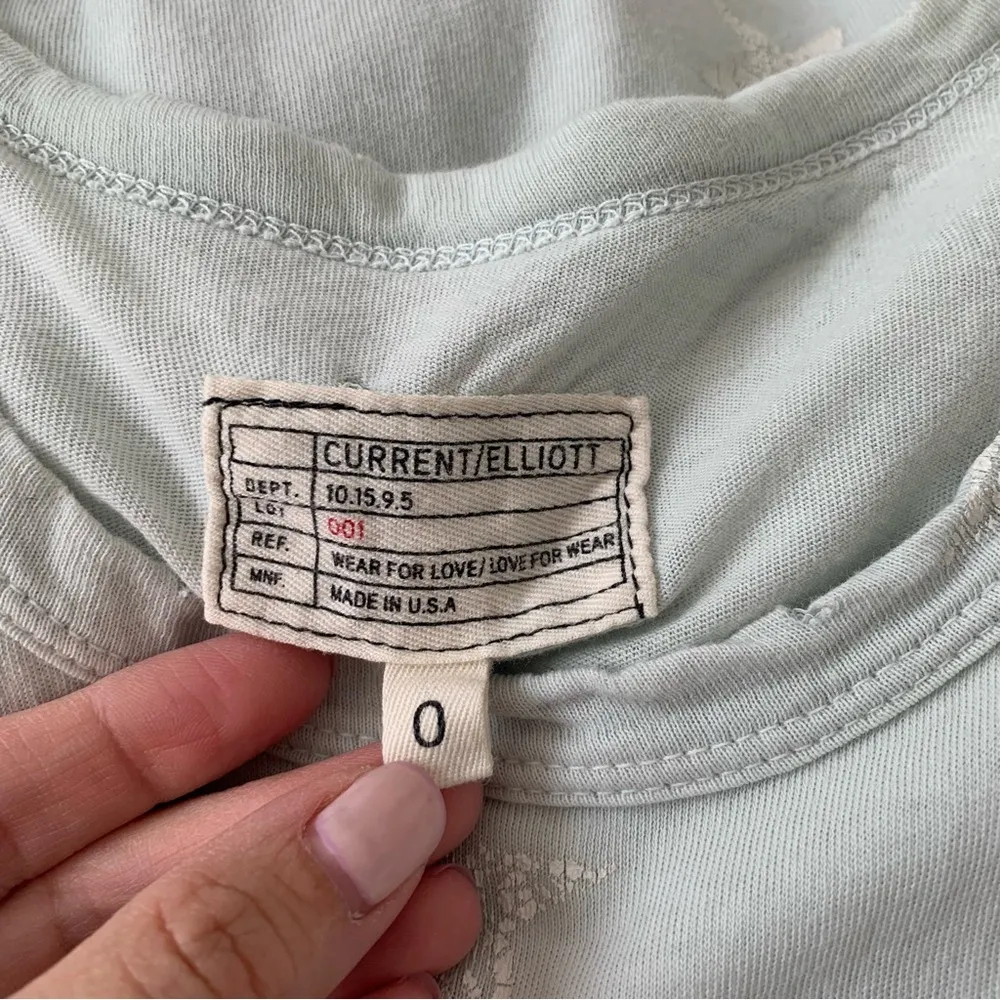 CURRENT/ELLIOTT
DEPT. 10.15.9.5
LOT 001
REF. WEAR FOR LOVE/LOVE FOR WEAR
MNF. MADE IN U.S.A
0